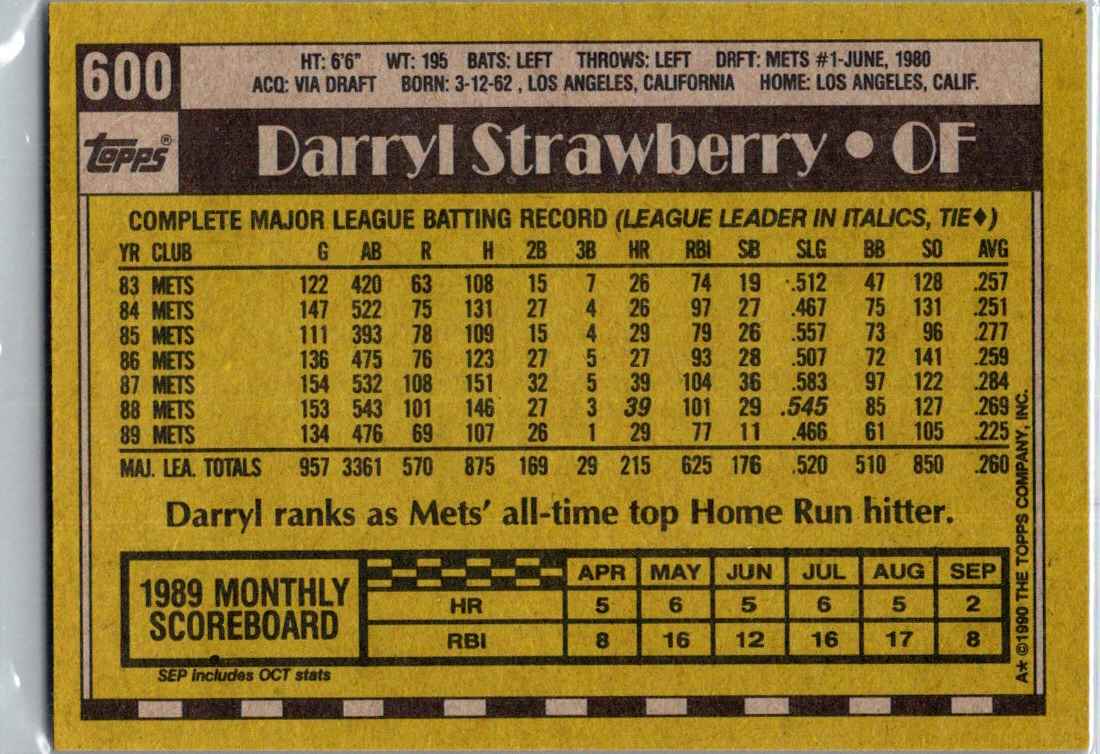 600
HT: 6'6" WT: 195 BATS: LEFT THROWS: LEFT DRFT: METS #1-JUNE, 1980
ACQ: VIA DRAFT BORN: 3-12-62 , LOS ANGELES, CALIFORNIA HOME: LOS ANGELES, CALIF.
topps®
Darryl Strawberry • OF
COMPLETE MAJOR LEAGUE BATTING RECORD (LEAGUE LEADER IN ITALICS, TIE♦)
YR CLUB G AB R H 2B 3B HR RBI SB SLG BB SO AVG
83 METS 122 420 63 108 15 7 26 74 19 .512 47 128 .257
84 METS 147 522 75 131 27 4 26 97 27 .467 75 131 .251
85 METS 111 393 78 109 15 4 29 79 26 .557 73 96 .277
86 METS 136 475 76 123 27 5 27 93 28 .507 72 141 .259
87 METS 154 532 108 151 32 5 39 104 36 .583 97 122 .284
88 METS 153 543 101 146 27 3 39 101 29 .545 85 127 .269
89 METS 134 476 69 107 26 1 29 77 11 .466 61 105 .225
MAJ. LEA. TOTALS 957 3361 570 875 169 29 215 625 176 .520 510 850 .260
Darryl ranks as Mets' all-time top Home Run hitter.
1989 MONTHLY
SCOREBOARD
APR MAY JUN JUL AUG SEP
HR 5 6 5 6 5 2
RBI 8 16 12 16 17 8
SEP includes OCT stats
A* ©1990 THE TOPPS COMPANY, INC.